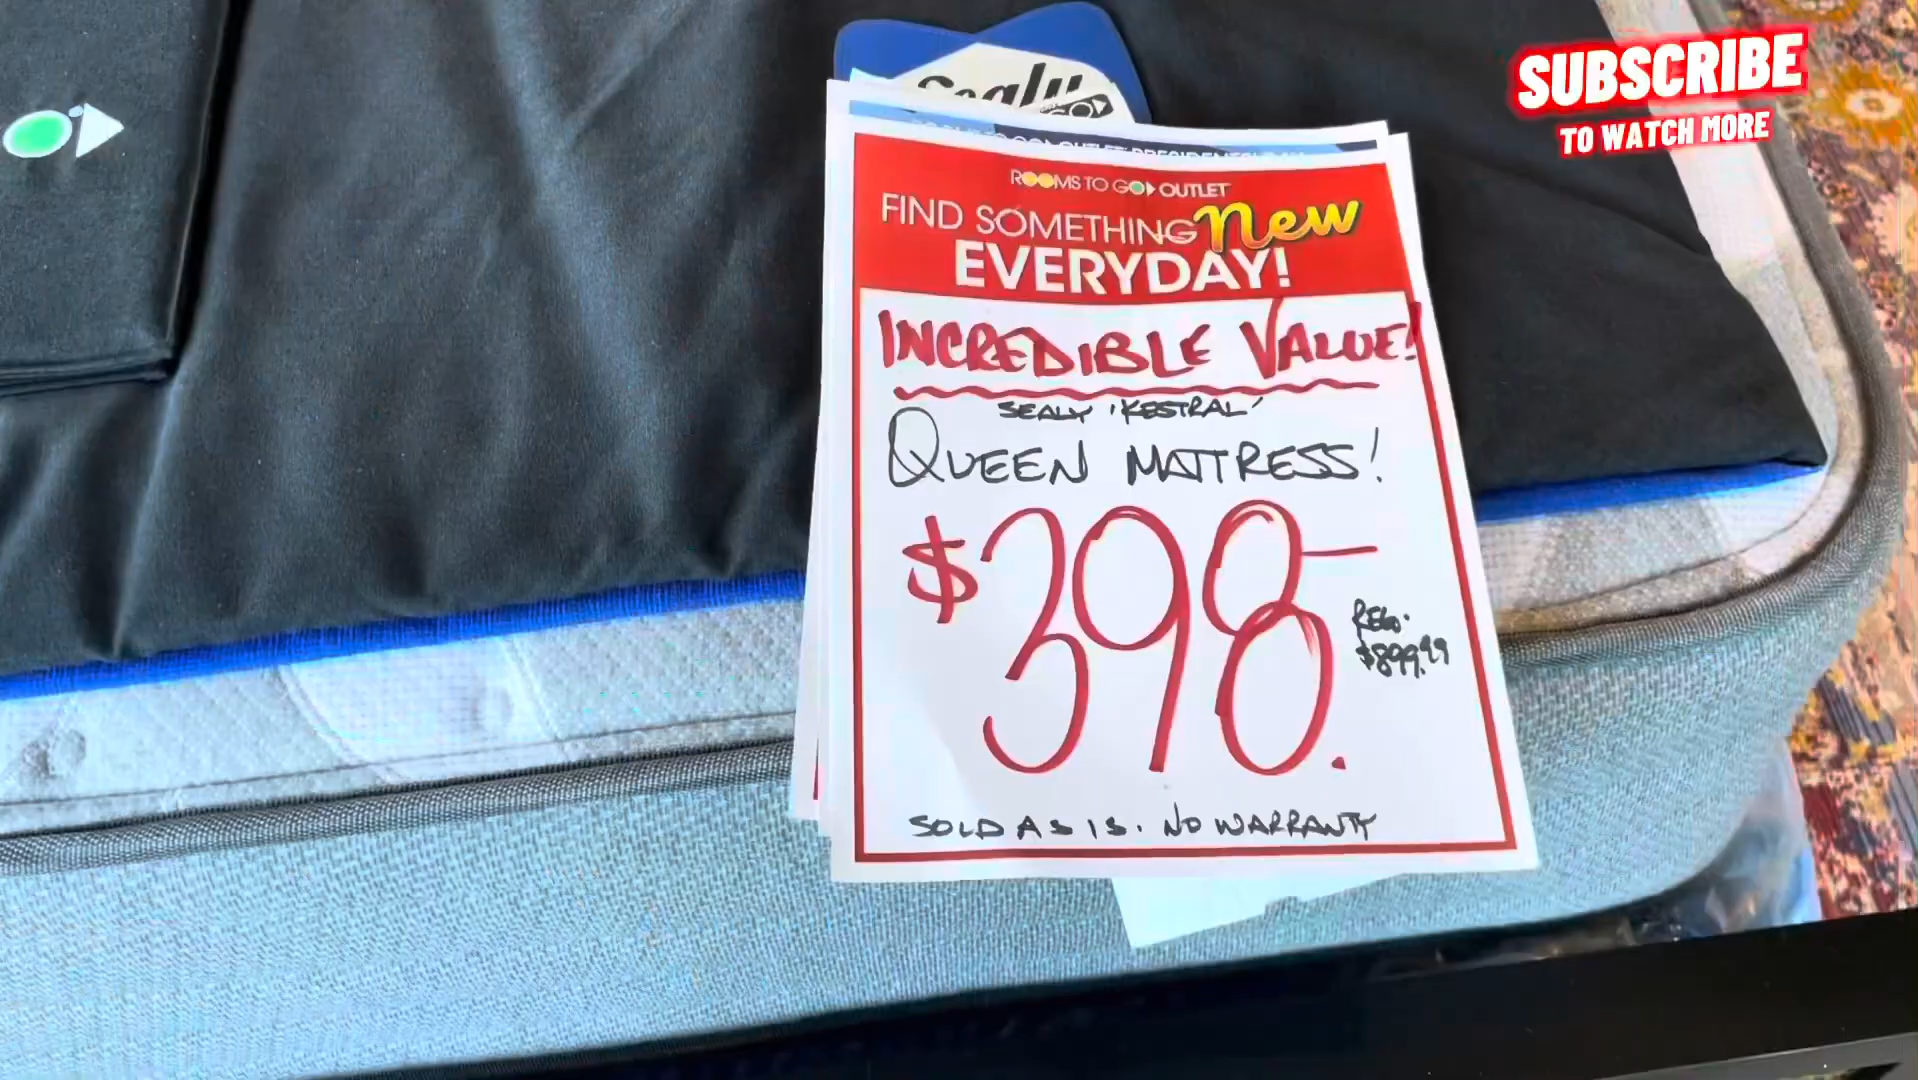 SUBSCRIBE
TO WATCH MORE
Sealy
ROOMS TO GO OUTLET
FIND SOMETHING New
EVERYDAY!
INCREDIBLE VALUE!
SEALY 'KESTRAL'
QUEEN MATTRESS!
$398.
REG.
$899.99
SOLD AS IS. NO WARRANTY